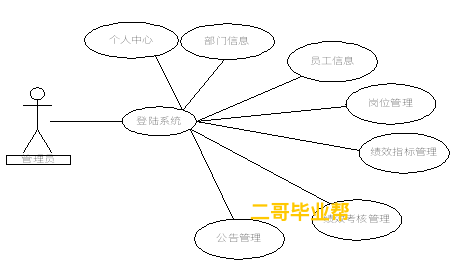 个人中心
部门信息
员工信息
岗位管理
登陆系统
绩效指标管理
管理员
二哥毕业帮
绩效考核管理
公告管理